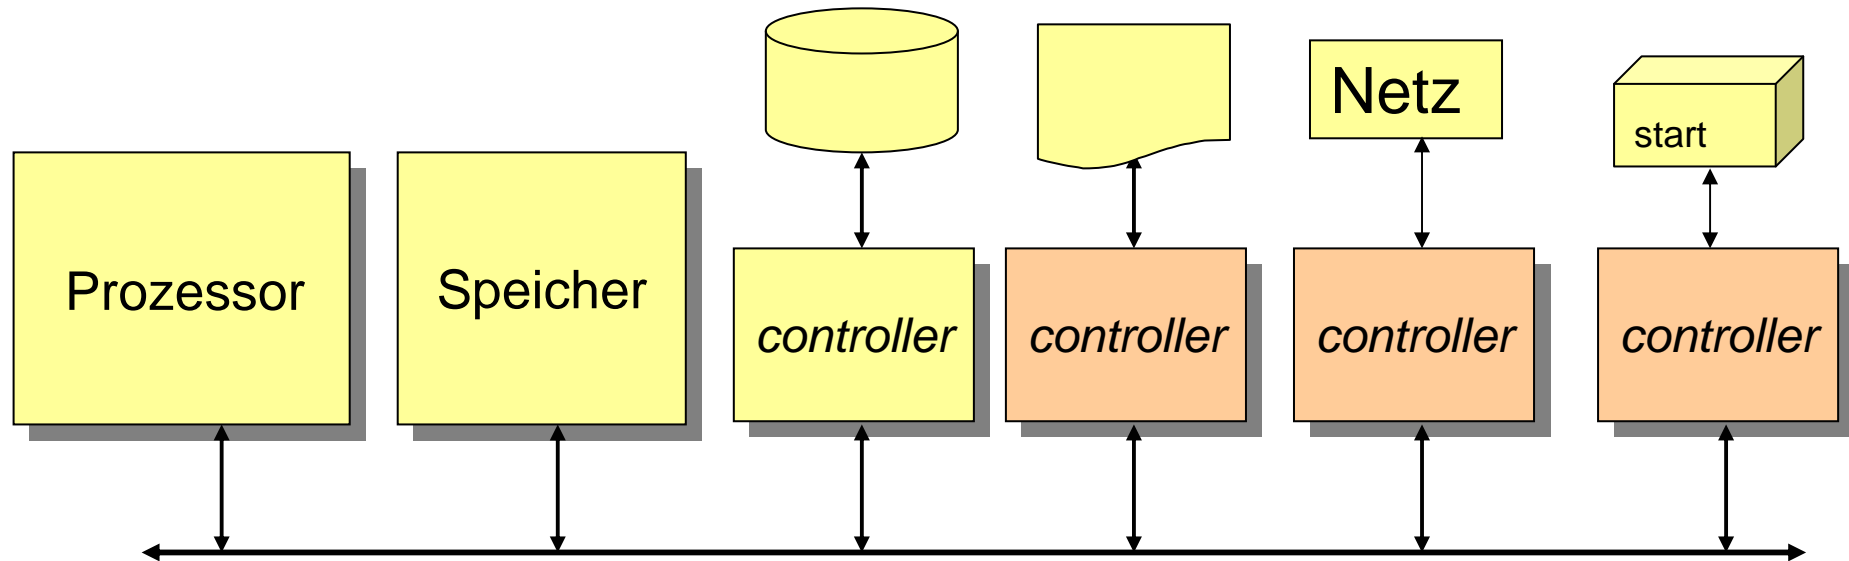 Netz
start
Prozessor
Speicher
controller
controller
controller
controller